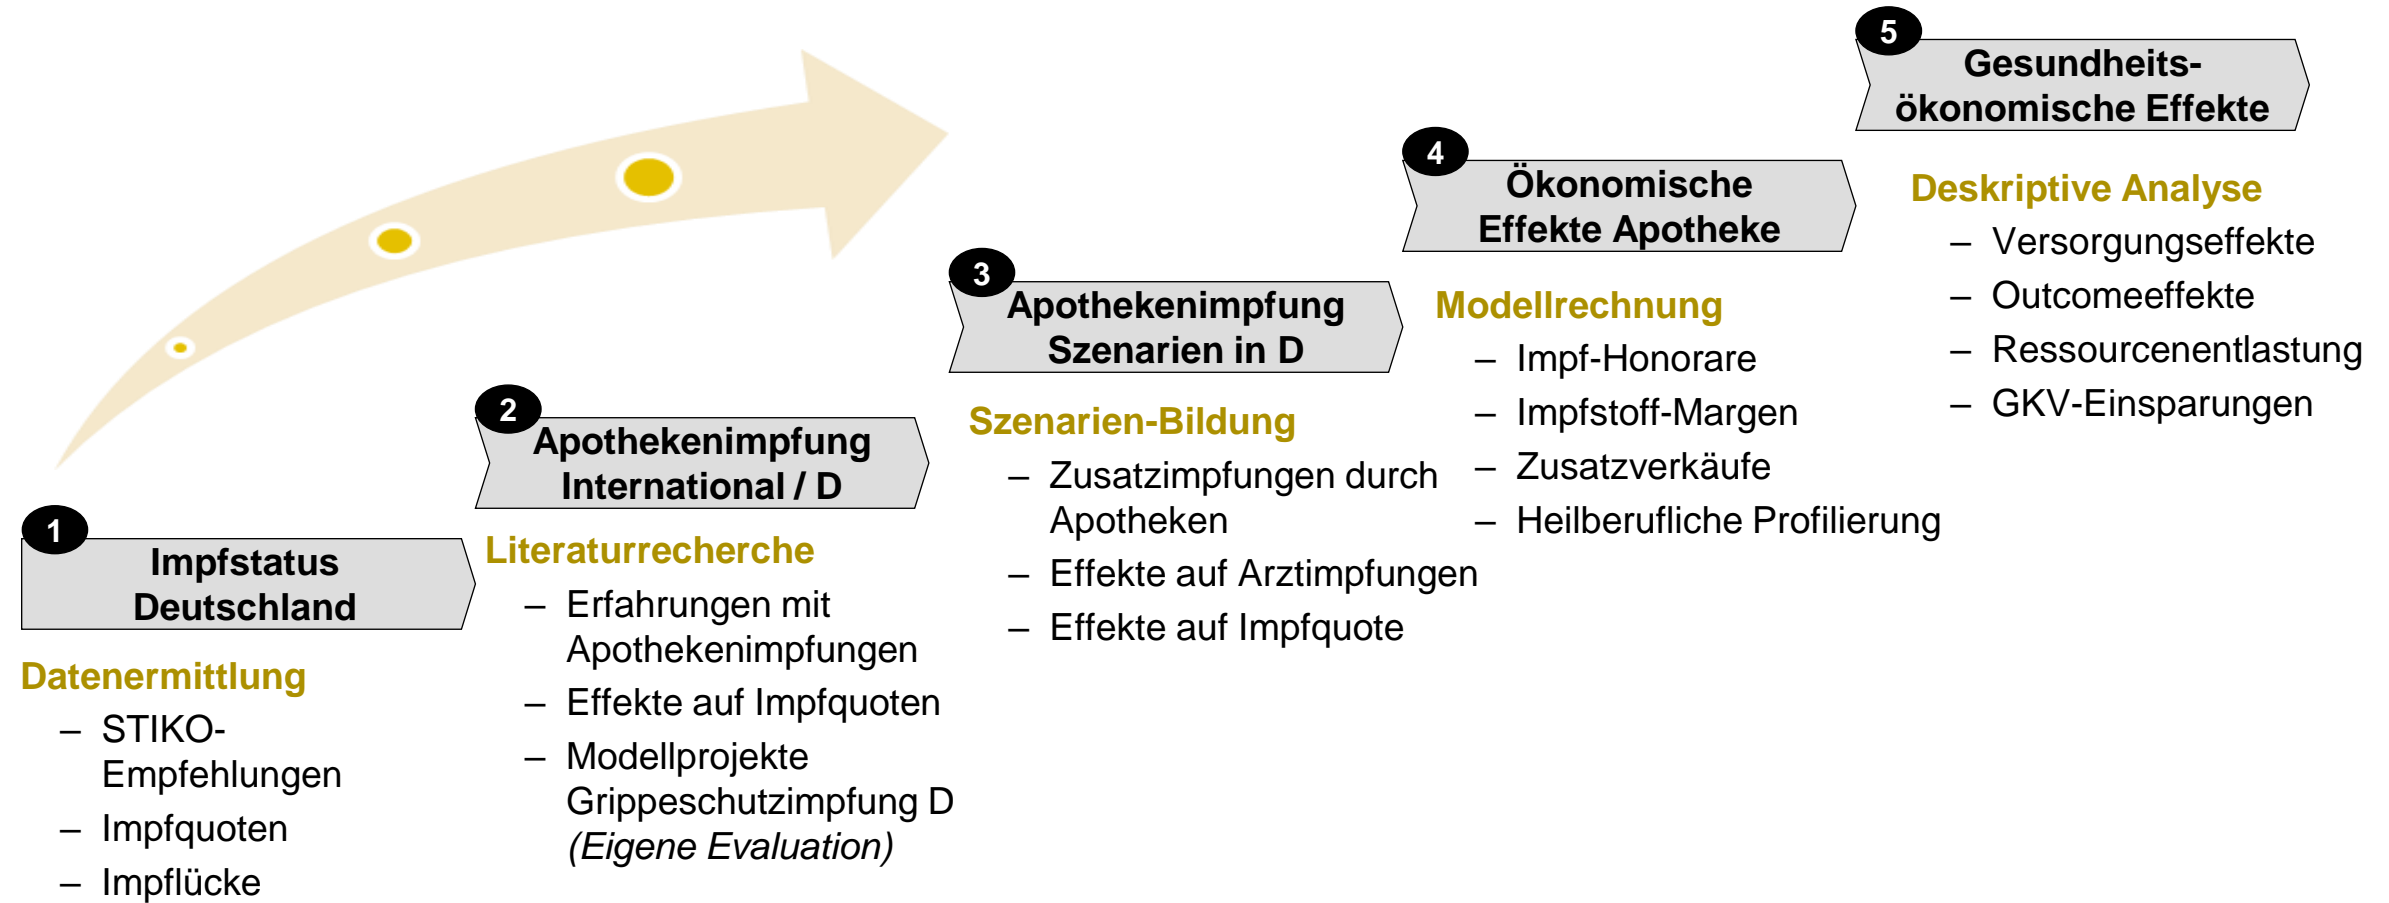 1
Impfstatus
Deutschland
Datenermittlung
– STIKO-
Empfehlungen
– Impfquoten
– Impflücke
2
Apothekenimpfung
International / D
Literaturrecherche
– Erfahrungen mit
Apothekenimpfungen
– Effekte auf Impfquoten
– Modellprojekte
Grippeschutzimpfung D
(Eigene Evaluation)
3
Apothekenimpfung
Szenarien in D
Szenarien-Bildung
– Zusatzimpfungen durch
Apotheken
– Effekte auf Arztimpfungen
– Effekte auf Impfquote
4
Ökonomische
Effekte Apotheke
Modellrechnung
– Impf-Honorare
– Impfstoff-Margen
– Zusatzverkäufe
– Heilberufliche Profilierung
5
Gesundheits-
ökonomische Effekte
Deskriptive Analyse
– Versorgungseffekte
– Outcomeeffekte
– Ressourcenentlastung
– GKV-Einsparungen